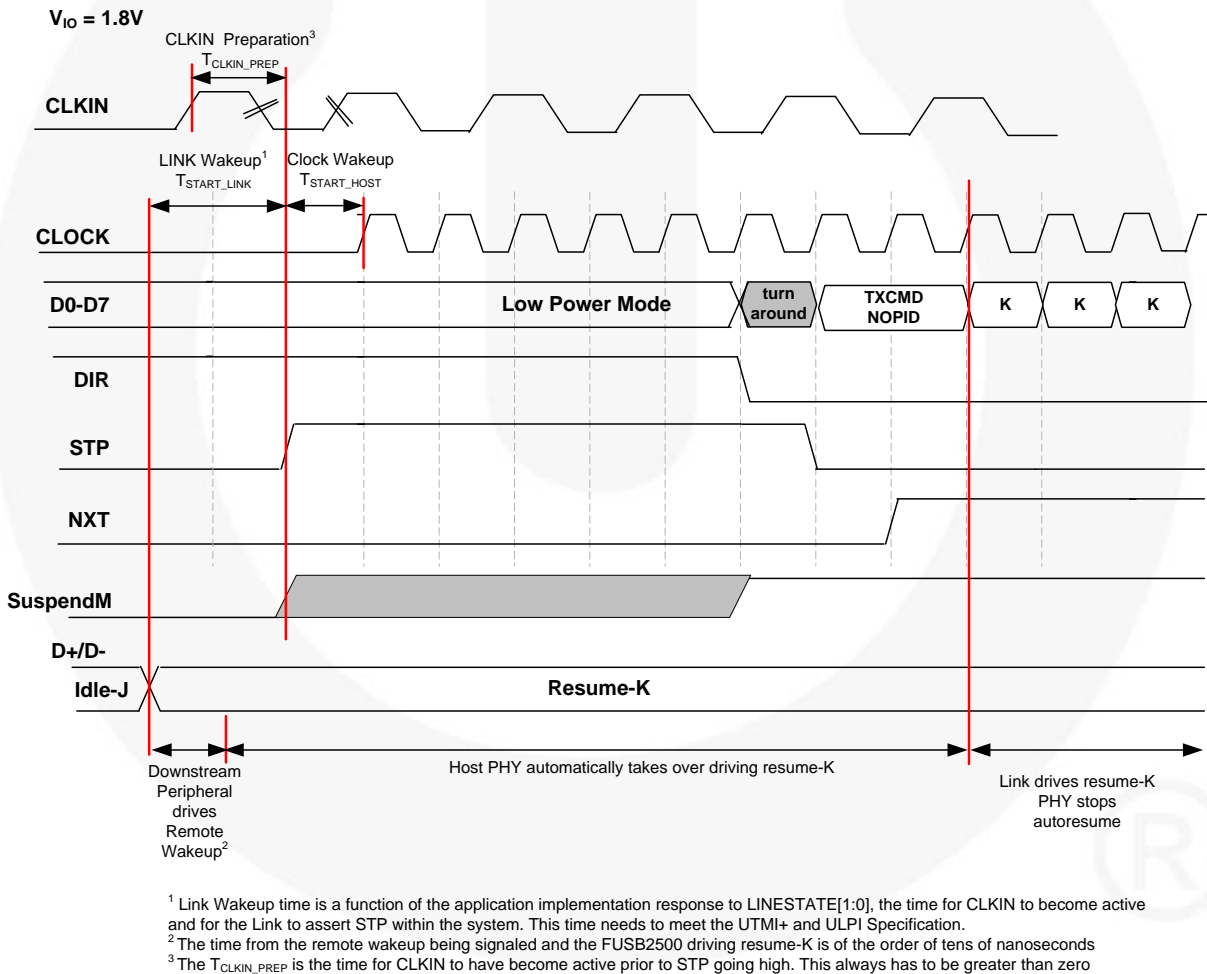 V_IO = 1.8V
CLKIN Preparation³
T_CLKIN_PREP
CLKIN
LINK Wakeup¹
T_START_LINK
Clock Wakeup
T_START_HOST
CLOCK
D0-D7
Low Power Mode
turn
around
TXCMD
NOPID
K
K
K
DIR
STP
NXT
SuspendM
D+/D-
Idle-J
Resume-K
Downstream
Peripheral
drives
Remote
Wakeup²
Host PHY automatically takes over driving resume-K
Link drives resume-K
PHY stops
autoresume
®
¹ Link Wakeup time is a function of the application implementation response to LINESTATE[1:0], the time for CLKIN to become active
and for the Link to assert STP within the system. This time needs to meet the UTMI+ and ULPI Specification.
² The time from the remote wakeup being signaled and the FUSB2500 driving resume-K is of the order of tens of nanoseconds
³ The T_CLKIN_PREP is the time for CLKIN to have become active prior to STP going high. This always has to be greater than zero